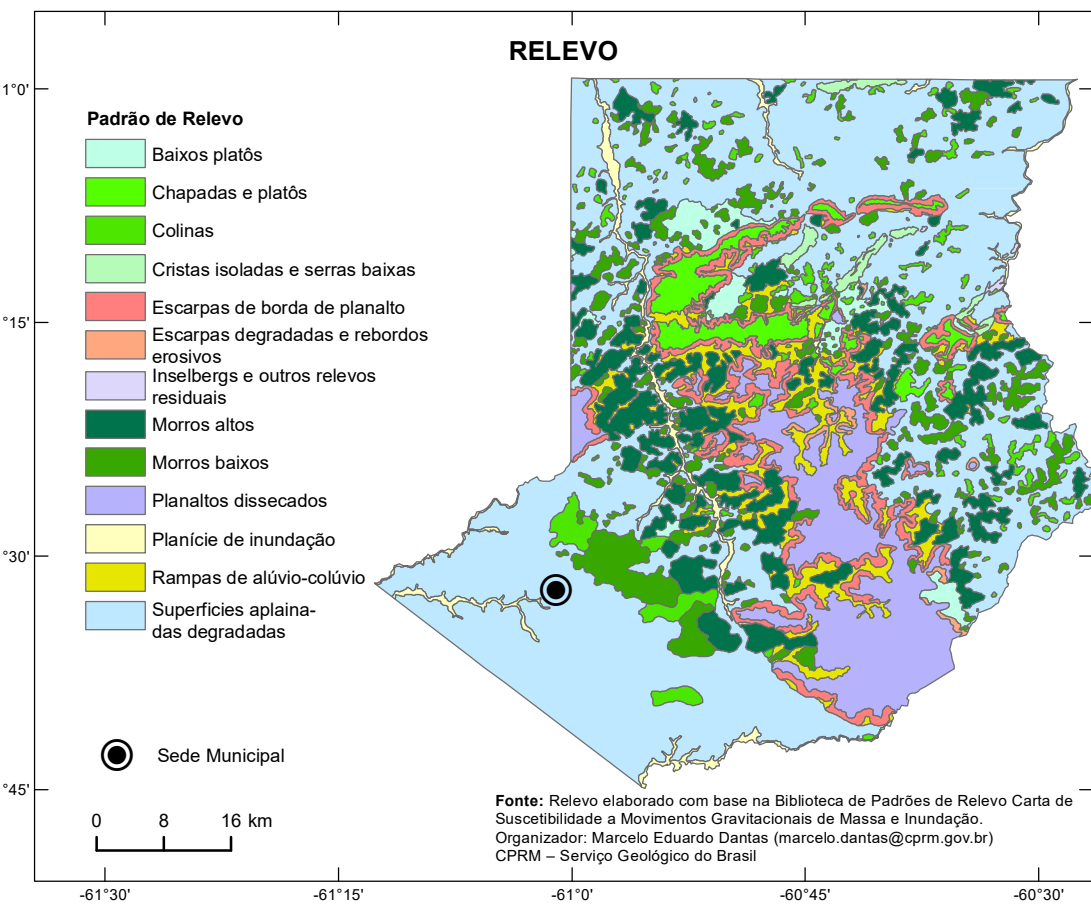 RELEVO
1°0'
Padrão de Relevo
Baixos platôs
Chapadas e platôs
Colinas
Cristas isoladas e serras baixas
Escarpas de borda de planalto
°15'
Escarpas degradadas e rebordos
erosivos
Inselbergs e outros relevos
residuais
Morros altos
Morros baixos
Planaltos dissecados
Planície de inundação
°30'
Rampas de alúvio-colúvio
Superficies aplaina-
das degradadas
Sede Municipal
°45'
0 8 16 km
Fonte: Relevo elaborado com base na Biblioteca de Padrões de Relevo Carta de
Suscetibilidade a Movimentos Gravitacionais de Massa e Inundação.
Organizador: Marcelo Eduardo Dantas (marcelo.dantas@cprm.gov.br)
CPRM – Serviço Geológico do Brasil
-61°30' -61°15' -61°0' -60°45' -60°30'